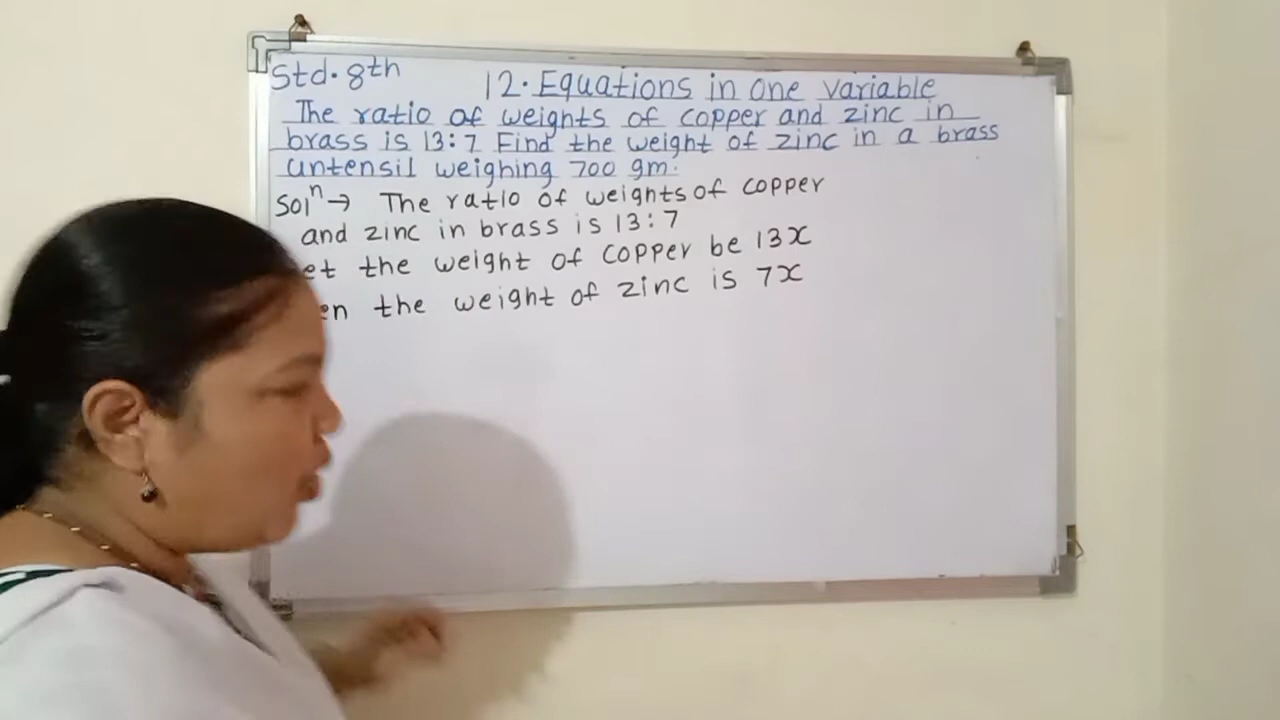 Std. 8th
12. Equations in one variable
The ratio of weights of copper and zinc in
brass is 13:7 Find the weight of zinc in a brass
untensil weighing 700 gm.
Solⁿ → The ratio of weights of copper
and zinc in brass is 13:7
et the weight of copper be 13x
en the weight of zinc is 7x